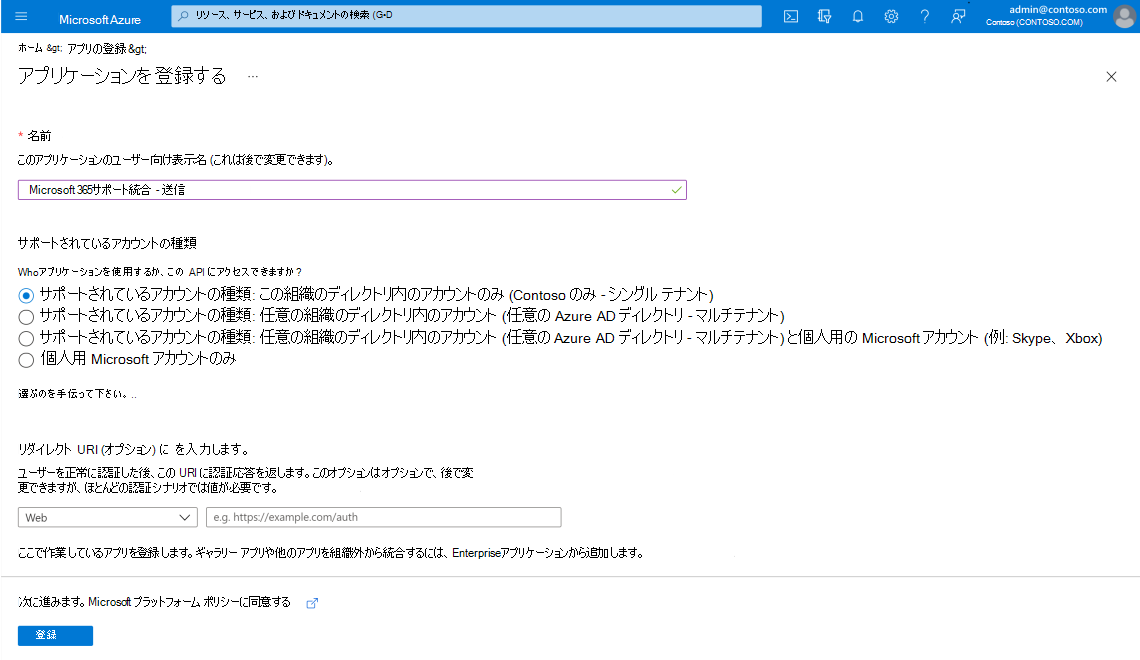 Microsoft Azure
リソース、サービス、およびドキュメントの検索 (G+D
admin@contoso.com
Contoso (CONTOSO.COM)
ホーム &gt; アプリの登録 &gt;
アプリケーションを登録する ...
* 名前
このアプリケーションのユーザー向け表示名 (これは後で変更できます)。
Microsoft 365サポート統合 - 送信
サポートされているアカウントの種類
Whoアプリケーションを使用するか、この API にアクセスできますか?
サポートされているアカウントの種類: この組織のディレクトリ内のアカウントのみ (Contoso のみ - シングル テナント)
サポートされているアカウントの種類: 任意の組織のディレクトリ内のアカウント (任意の Azure AD ディレクトリ - マルチテナント)
サポートされているアカウントの種類: 任意の組織のディレクトリ内のアカウント (任意の Azure AD ディレクトリ - マルチテナント) と個人用の Microsoft アカウント (例: Skype、Xbox)
個人用 Microsoft アカウントのみ
選ぶのを手伝って下さい。..
リダイレクト URI (オプション) に を入力します。
ユーザーを正常に認証した後、この URI に認証応答を返します。このオプションはオプションで、後で変
更できますが、ほとんどの認証シナリオでは値が必要です。
Web
e.g. https://example.com/auth
ここで作業しているアプリを登録します。ギャラリー アプリや他のアプリを組織外から統合するには、Enterpriseアプリケーションから追加します。
次に進みます。Microsoft プラットフォーム ポリシーに同意する
登録